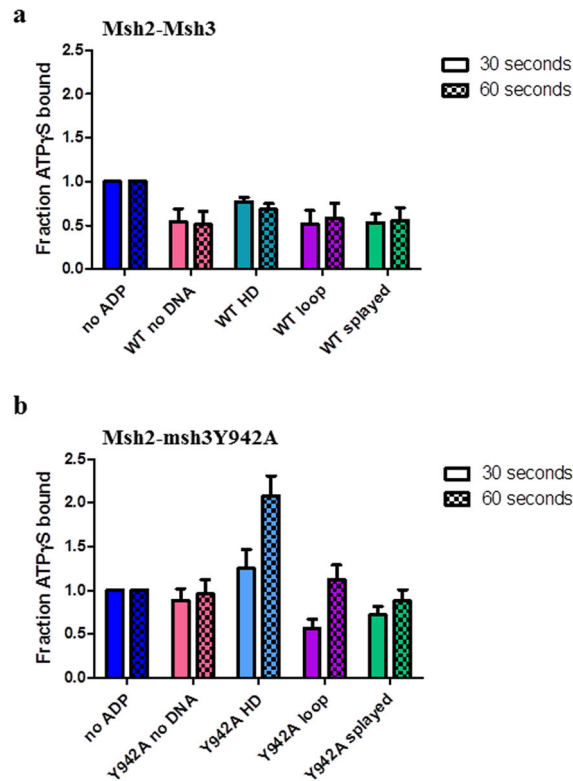 a
Msh2-Msh3
30 seconds
60 seconds
Fraction ATPγS bound
2.5
2.0
1.5
1.0
0.5
0.0
no ADP
WT no DNA
WT HD
WT loop
WT splayed
b
Msh2-msh3Y942A
30 seconds
60 seconds
Fraction ATPγS bound
2.5
2.0
1.5
1.0
0.5
0.0
no ADP
Y942A no DNA
Y942A HD
Y942A loop
Y942A splayed